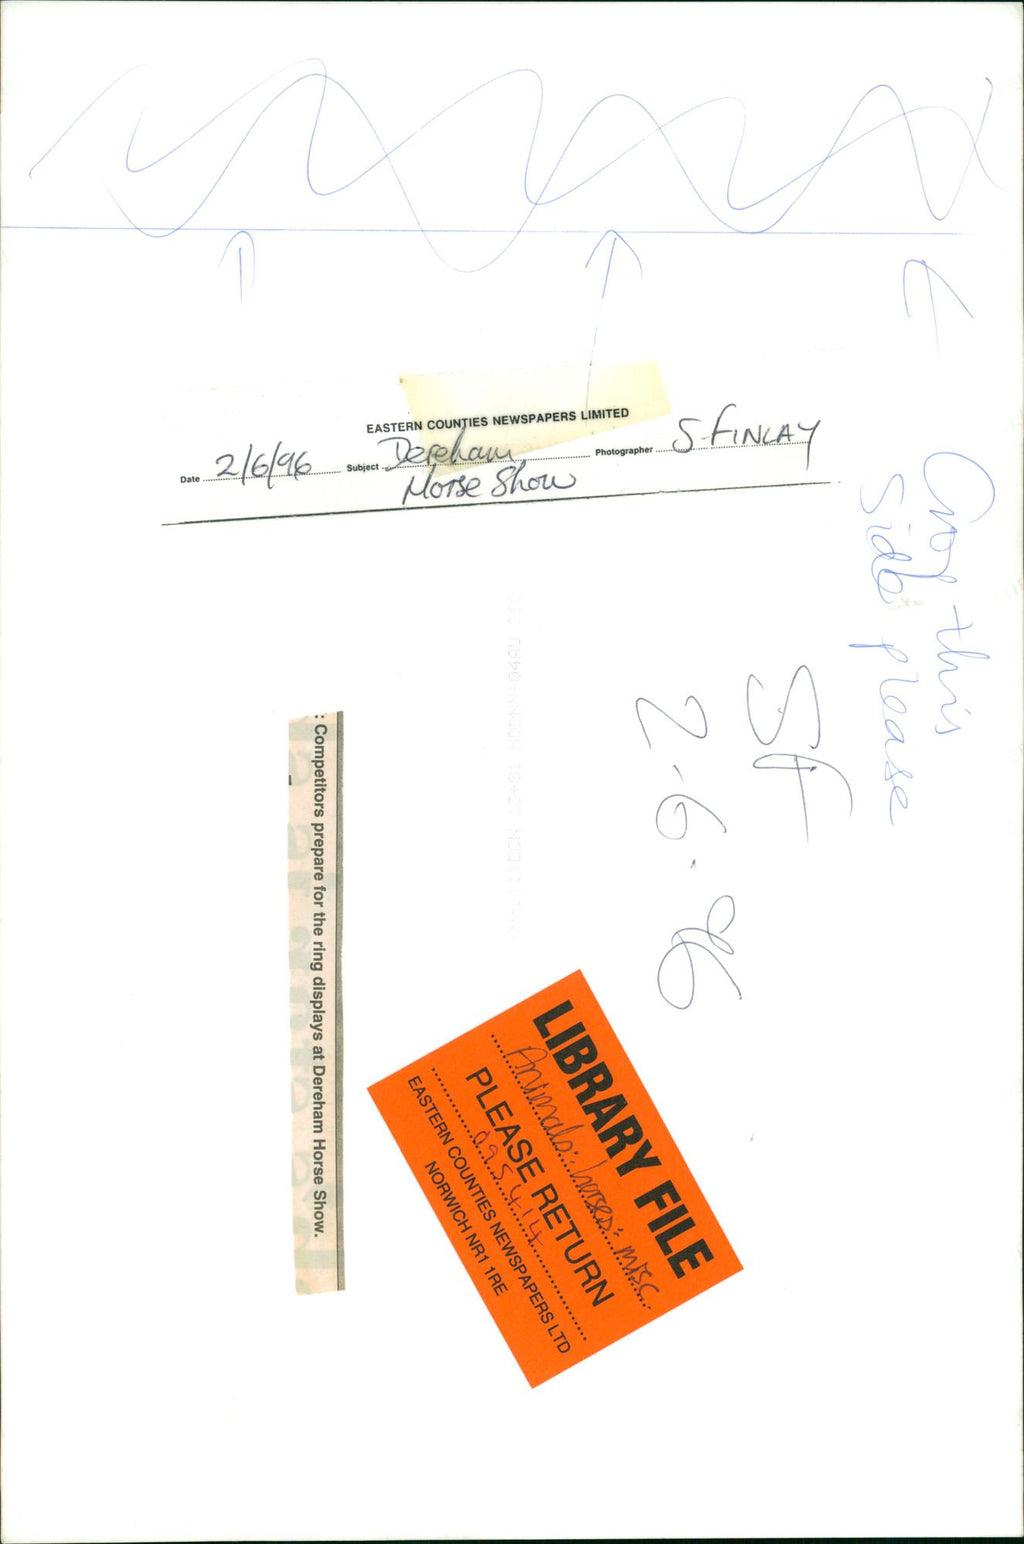 EASTERN COUNTIES NEWSPAPERS LIMITED
Date 2/6/96 Subject Dereham Photographer S. FINLAY
Horse Show
Crop this
side please
SF
2-6-96
: Competitors prepare for the ring displays at Dereham Horse Show.
LIBRARY FILE
Animals: horses: misc
PLEASE RETURN
095414
EASTERN COUNTIES NEWSPAPERS LTD
NORWICH NR1 1RE